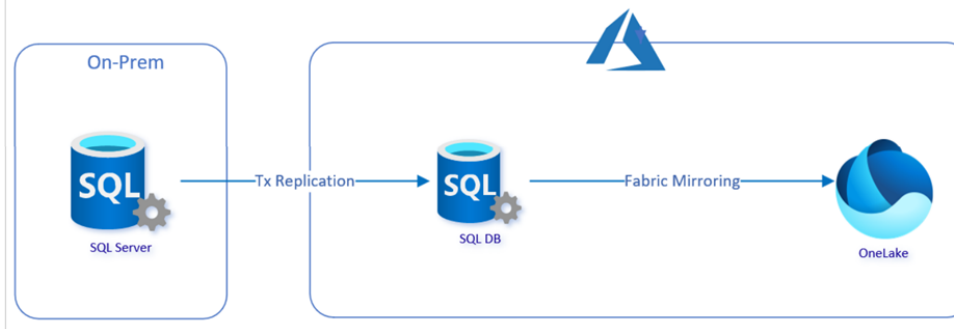 On-Prem
SQL
SQL Server
Tx Replication
SQL
SQL DB
Fabric Mirroring
OneLake